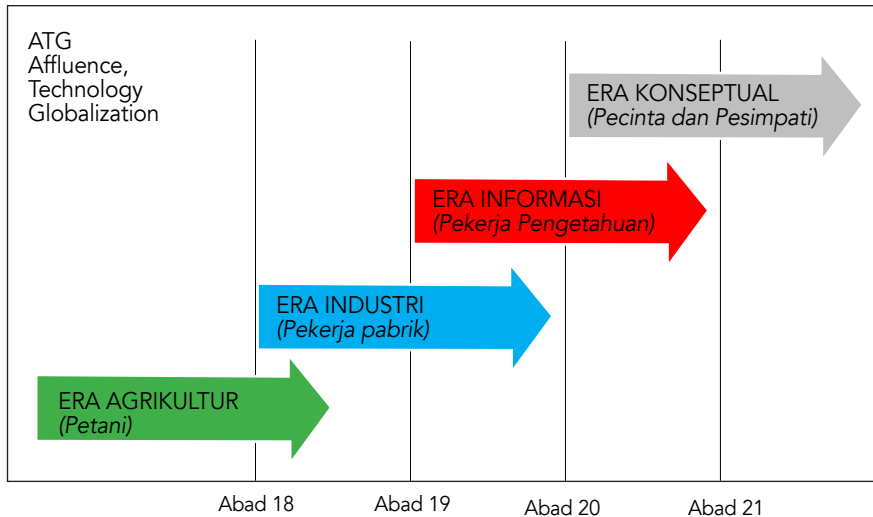 ATG
Affluence,
Technology
Globalization
ERA KONSEPTUAL
(Pecinta dan Pesimpati)
ERA INFORMASI
(Pekerja Pengetahuan)
ERA INDUSTRI
(Pekerja pabrik)
ERA AGRIKULTUR
(Petani)
Abad 18
Abad 19
Abad 20
Abad 21